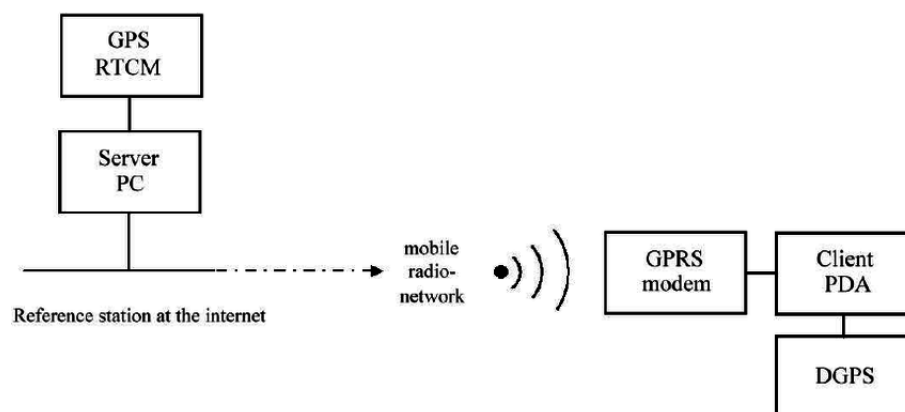 GPS
RTCM
Server
PC
Reference station at the internet
mobile
radio-
network
GPRS
modem
Client
PDA
DGPS